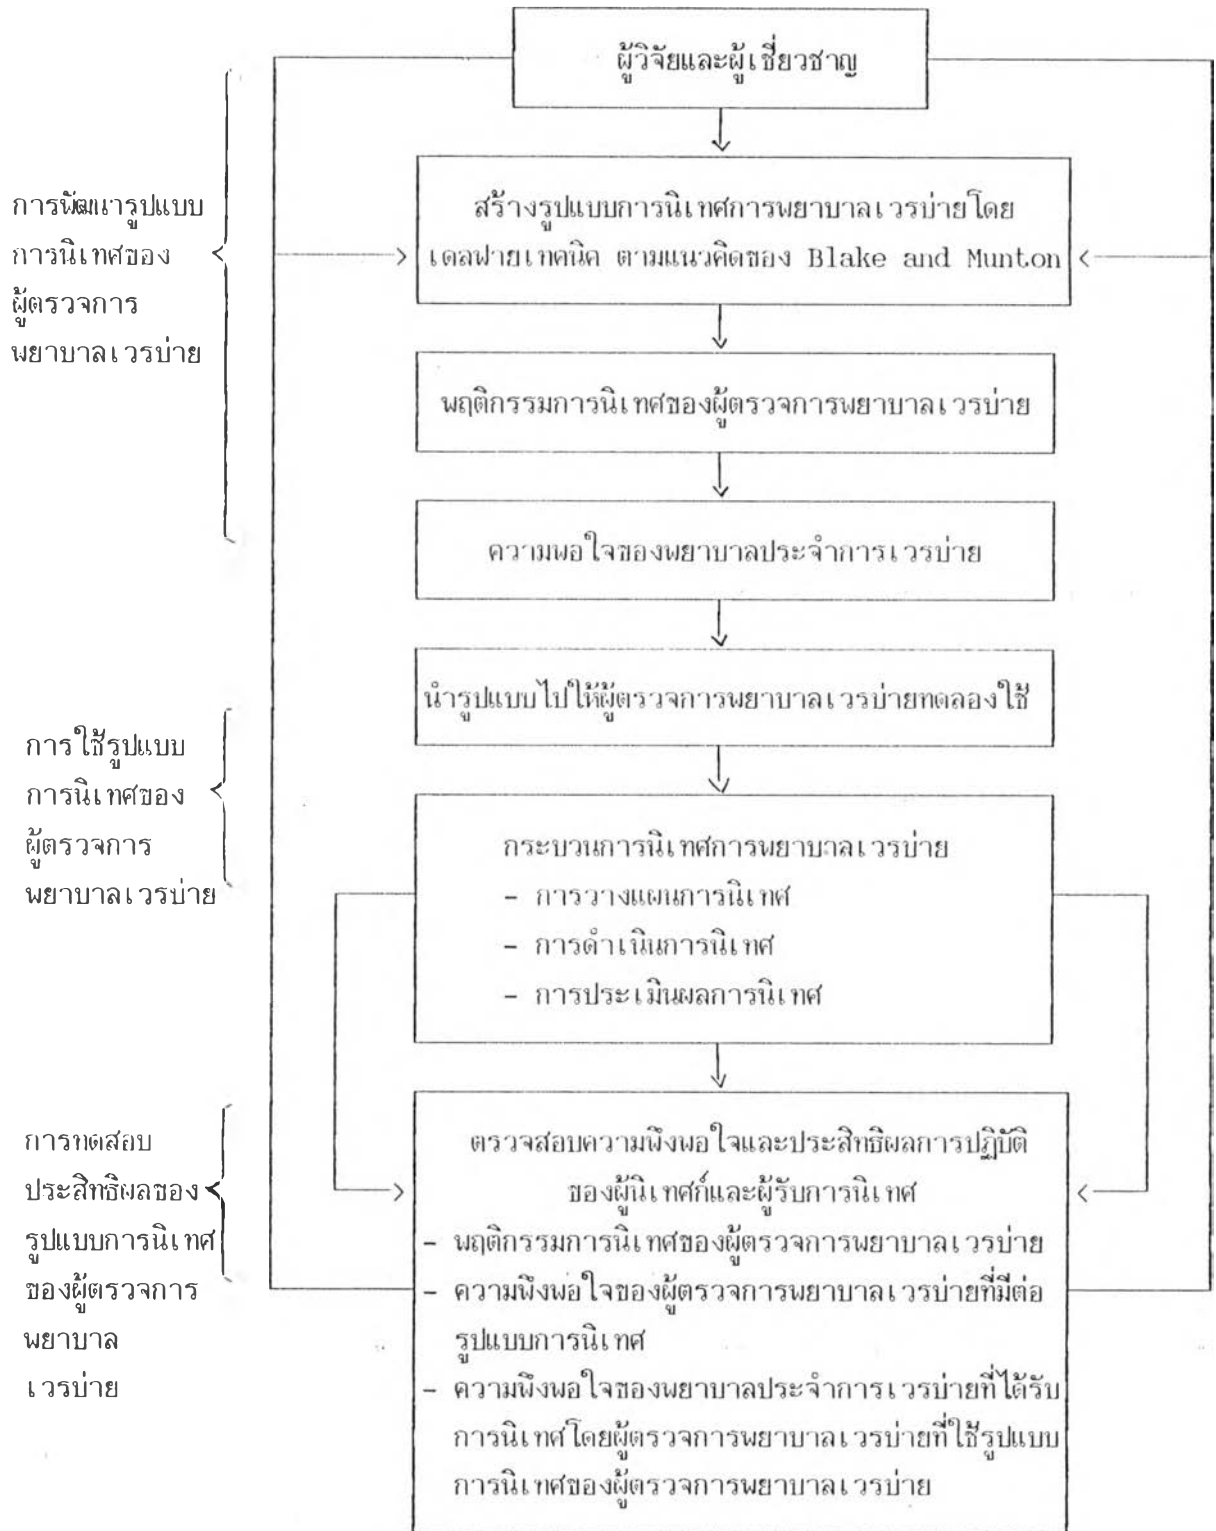 ผู้วิจัยและผู้เชี่ยวชาญ
การพัฒนารูปแบบ
การนิเทศของ
ผู้ตรวจการ
พยาบาลเวรบ่าย
สร้างรูปแบบการนิเทศการพยาบาลเวรบ่ายโดย
เดลฟายเทคนิค ตามแนวคิดของ Blake and Munton
พฤติกรรมการนิเทศของผู้ตรวจการพยาบาลเวรบ่าย
ความพอใจของพยาบาลประจำการเวรบ่าย
นำรูปแบบไปให้ผู้ตรวจการพยาบาลเวรบ่ายทดลองใช้
การใช้รูปแบบ
การนิเทศของ
ผู้ตรวจการ
พยาบาลเวรบ่าย
กระบวนการนิเทศการพยาบาลเวรบ่าย
- การวางแผนการนิเทศ
- การดำเนินการนิเทศ
- การประเมินผลการนิเทศ
การทดสอบ
ประสิทธิผลของ
รูปแบบการนิเทศ
ของผู้ตรวจการ
พยาบาล
เวรบ่าย
ตรวจสอบความพึงพอใจและประสิทธิผลการปฏิบัติ
ของผู้นิเทศก์และผู้รับการนิเทศ
- พฤติกรรมการนิเทศของผู้ตรวจการพยาบาลเวรบ่าย
- ความพึงพอใจของผู้ตรวจการพยาบาลเวรบ่ายที่มีต่อ
รูปแบบการนิเทศ
- ความพึงพอใจของพยาบาลประจำการเวรบ่ายที่ได้รับ
การนิเทศโดยผู้ตรวจการพยาบาลเวรบ่ายที่ใช้รูปแบบ
การนิเทศของผู้ตรวจการพยาบาลเวรบ่าย